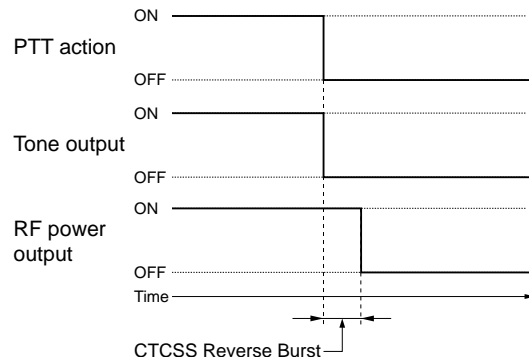 ON
PTT action
OFF
ON
Tone output
OFF
ON
RF power
output
OFF
Time
CTCSS Reverse Burst